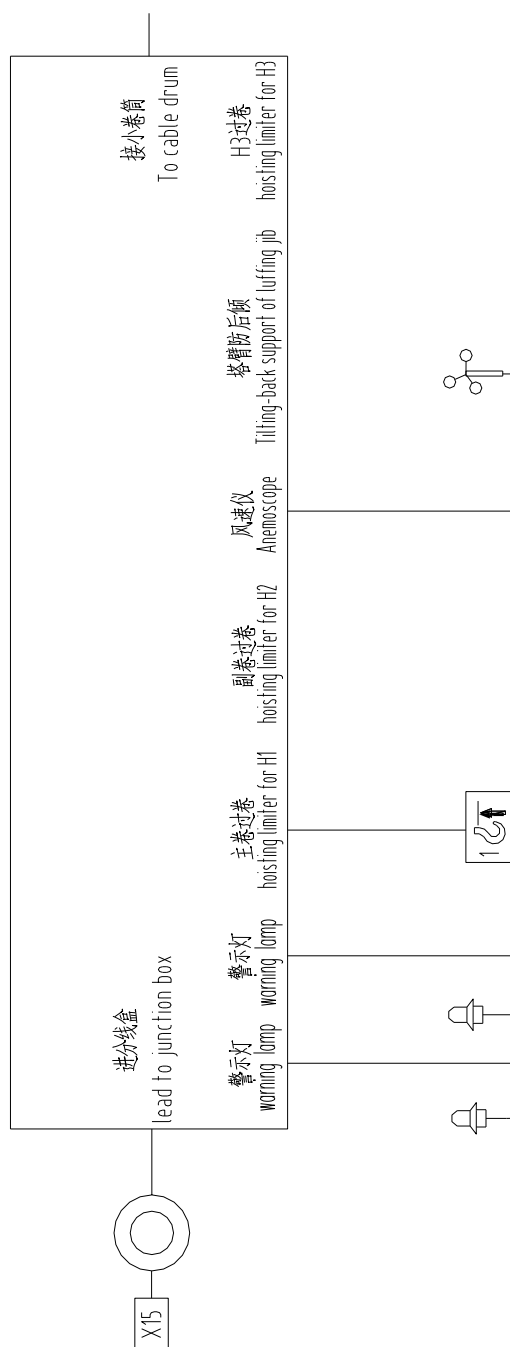 X15
进分线盒
lead to junction box
接小卷筒
To cable drum
警示灯
warning lamp
警示灯
warning lamp
主卷过卷
hoisting limiter for H1
副卷过卷
hoisting limiter for H2
风速仪
Anemoscope
塔臂防后倾
Tilting-back support of luffing jib
H3过卷
hoisting limiter for H3
1